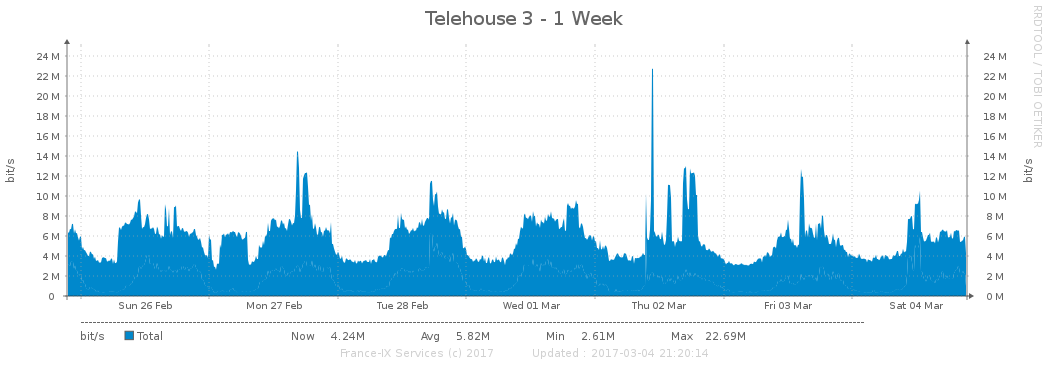 Telehouse 3 - 1 Week
RRDTOOL / TOBI OETIKER
bit/s
24 M 24 M
22 M 22 M
20 M 20 M
18 M 18 M
16 M 16 M
14 M 14 M
12 M 12 M
10 M 10 M
8 M 8 M
6 M 6 M
4 M 4 M
2 M 2 M
0 0 M
bit/s
Sun 26 Feb Mon 27 Feb Tue 28 Feb Wed 01 Mar Thu 02 Mar Fri 03 Mar Sat 04 Mar
bit/s Total Now 4.24M Avg 5.82M Min 2.61M Max 22.69M
France-IX Services (c) 2017 Updated : 2017-03-04 21:20:14